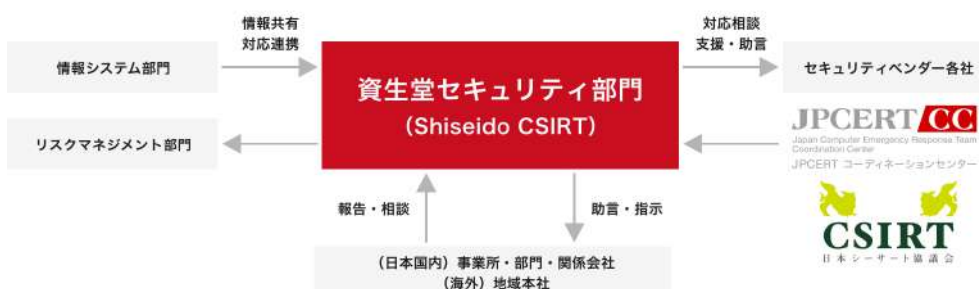 情報共有
対応連携
対応相談
支援・助言
情報システム部門
資生堂セキュリティ部門
(Shiseido CSIRT)
セキュリティベンダー各社
リスクマネジメント部門
JPCERT CC
Japan Computer Emergency Response Team
Coordination Center
JPCERT コーディネーションセンター
報告・相談
助言・指示
CSIRT
日本シーサート協議会
(日本国内)事業所・部門・関係会社
(海外)地域本社